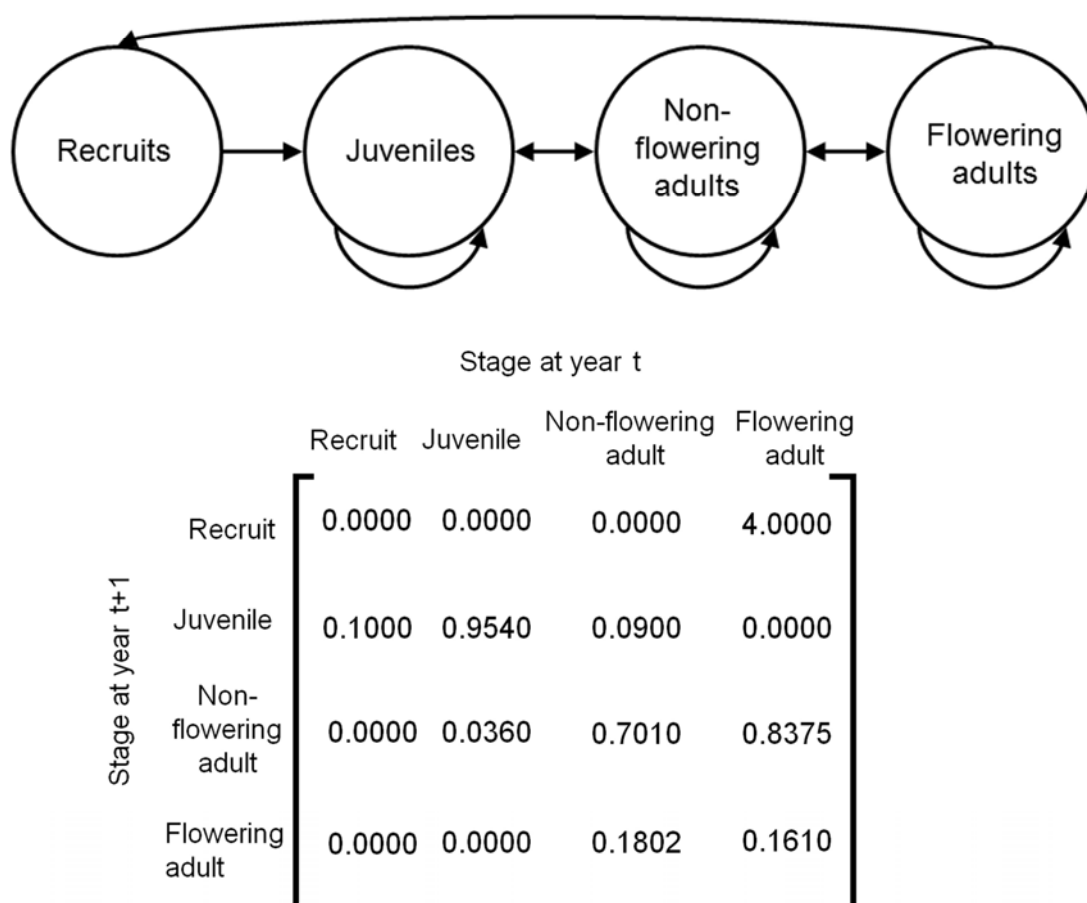 Recruits
Juveniles
Non-
flowering
adults
Flowering
adults
Stage at year t
Recruit Juvenile Non-flowering adult Flowering adult
Stage at year t+1
Recruit 0.0000 0.0000 0.0000 4.0000
Juvenile 0.1000 0.9540 0.0900 0.0000
Non-
flowering
adult 0.0000 0.0360 0.7010 0.8375
Flowering
adult 0.0000 0.0000 0.1802 0.1610